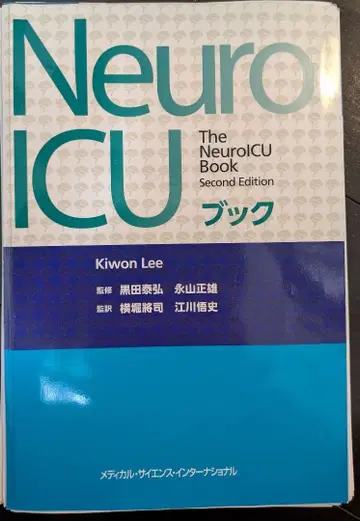 Neuro
ICU
The
NeuroICU
Book
Second Edition
ブック
Kiwon Lee
監修 黒田泰弘 永山正雄
監訳 横堀將司 江川悟史
メディカル・サイエンス・インターナショナル